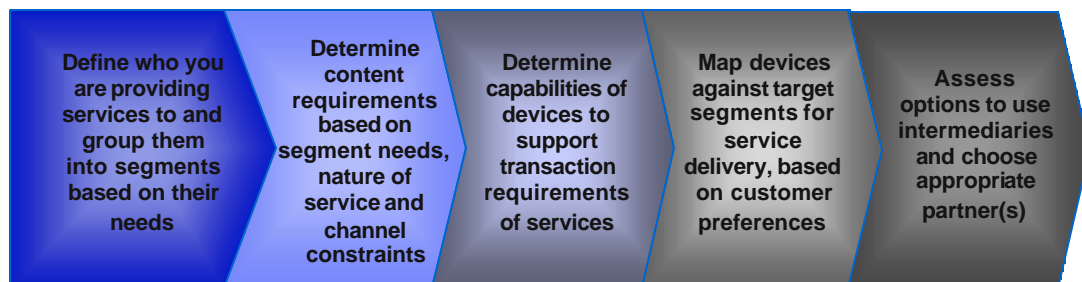 Define who you
are providing
services to and
group them
into segments
based on their
needs
Determine
content
requirements
based on
segment needs,
nature of
service and
channel
constraints
Determine
capabilities of
devices to
support
transaction
requirements
of services
Map devices
against target
segments for
service
delivery, based
on customer
preferences
Assess
options to use
intermediaries
and choose
appropriate
partner(s)